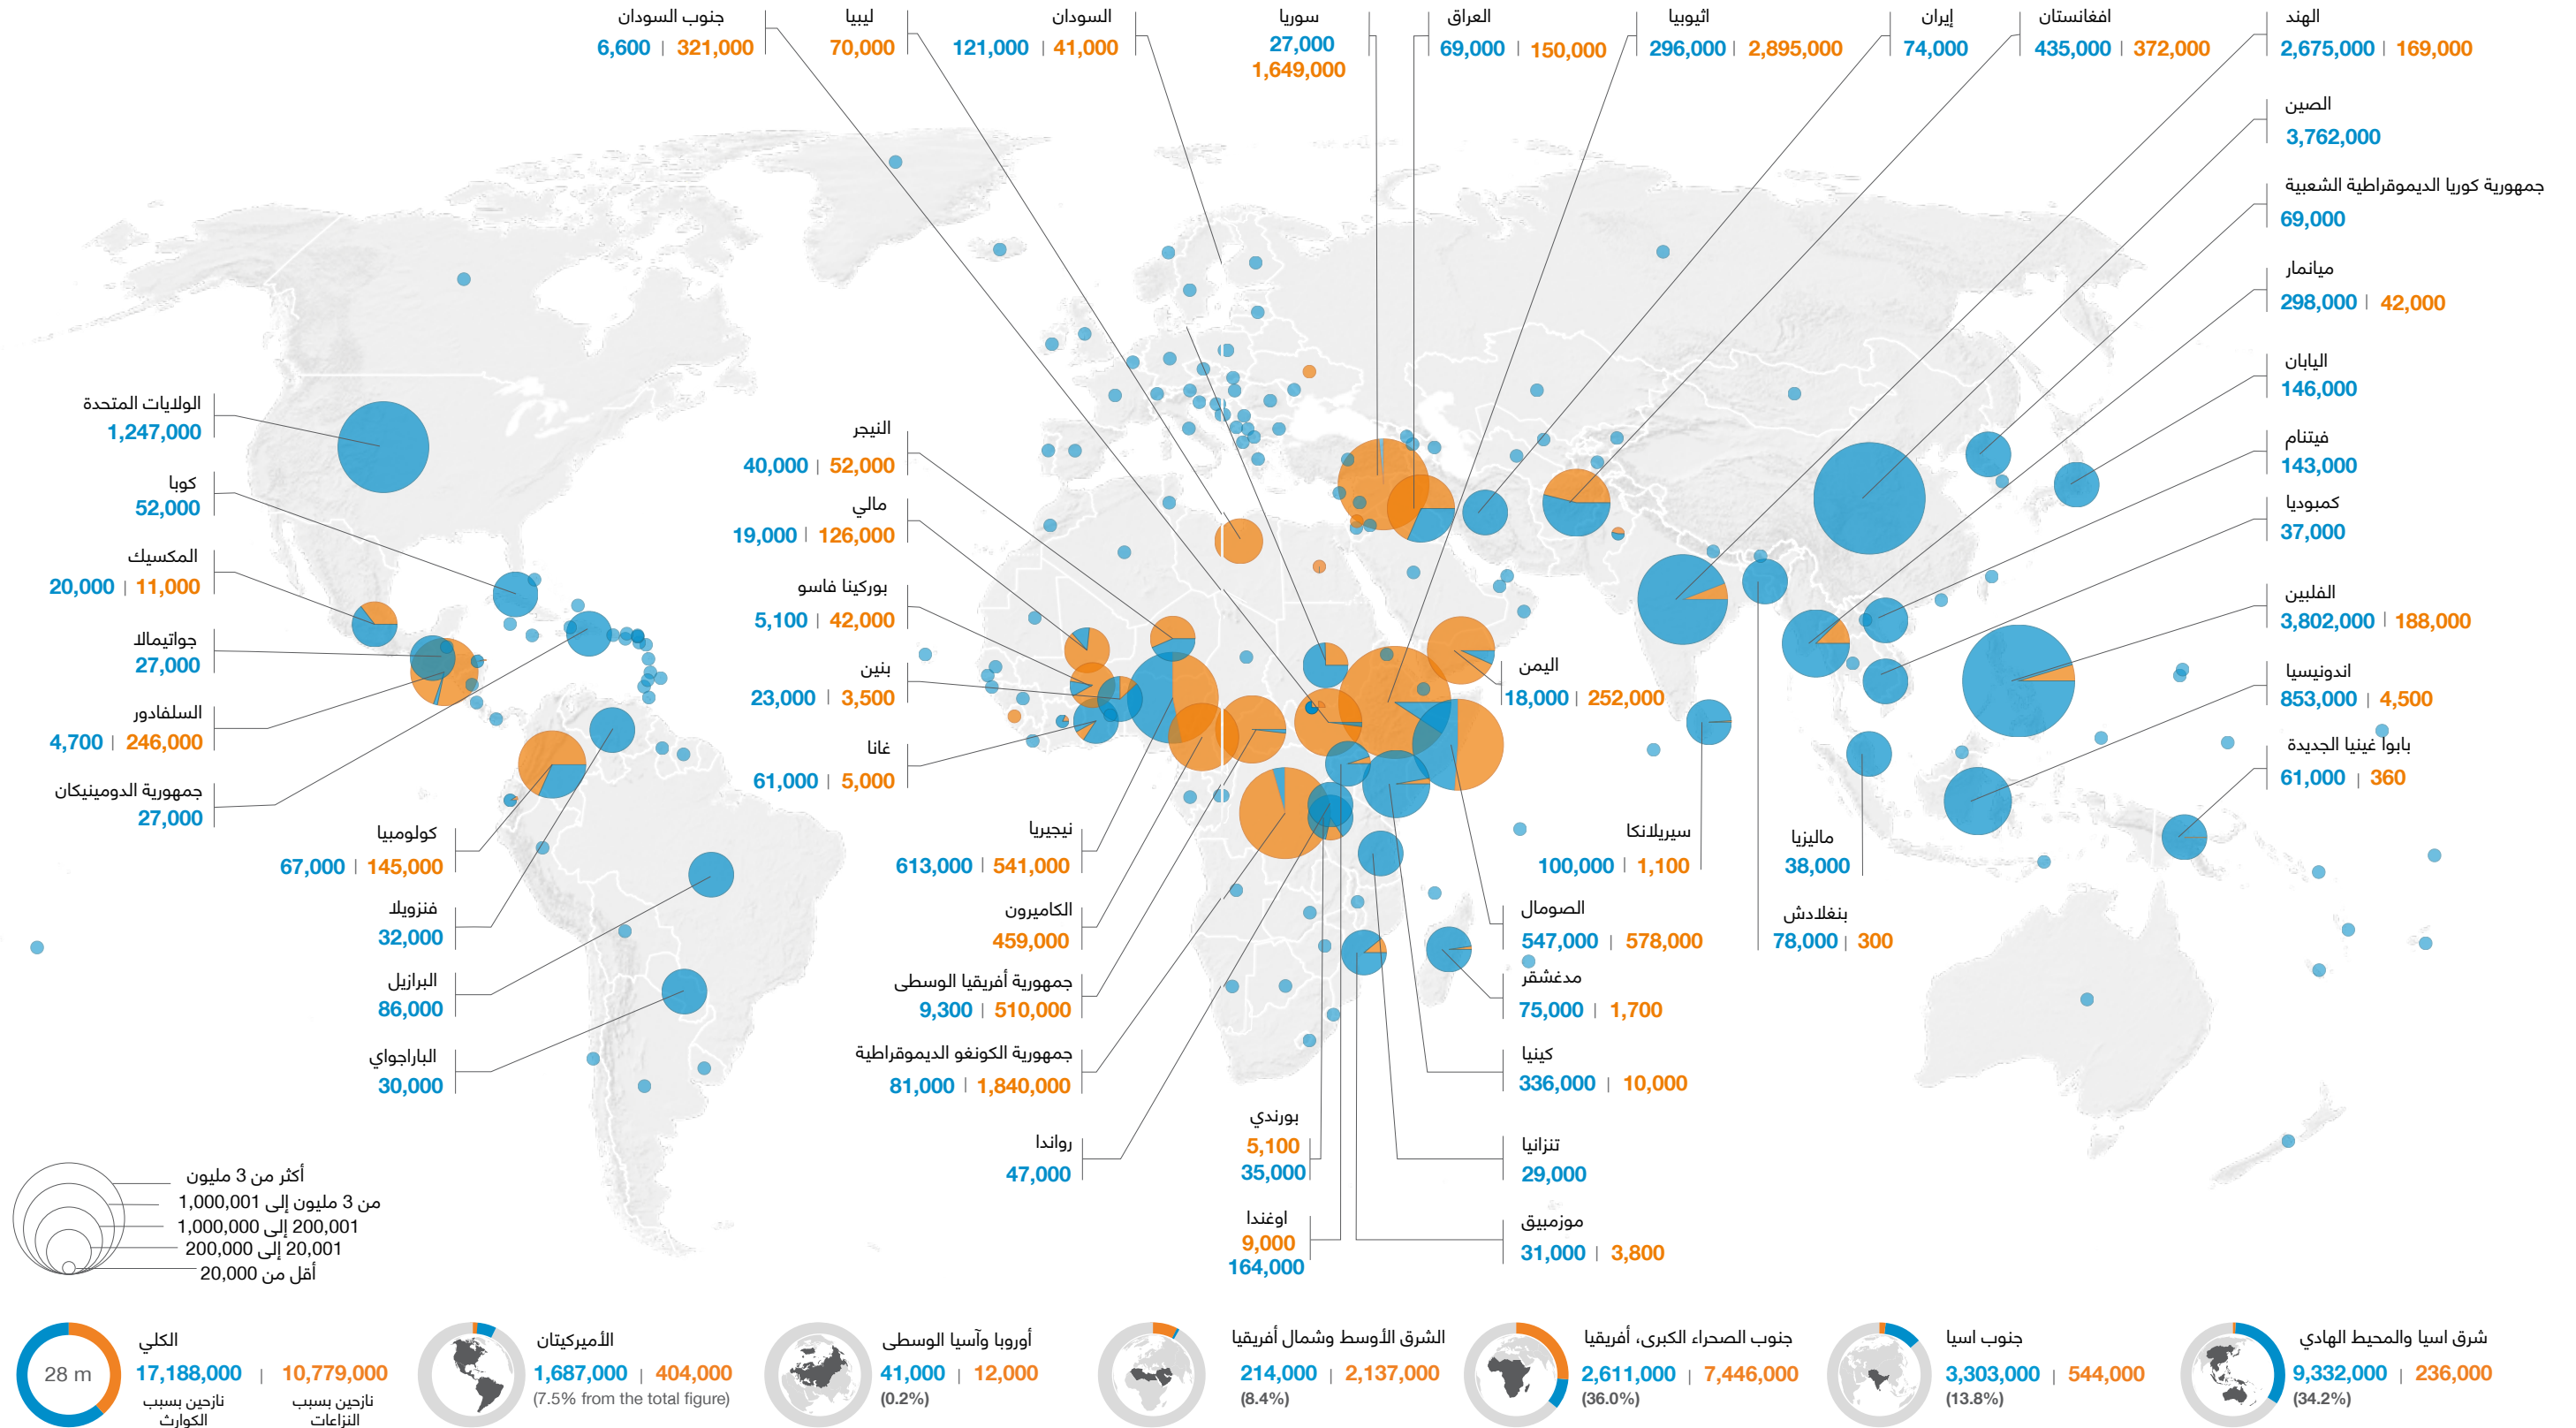 جنوب السودان
6,600 | 321,000
ليبيا
70,000
السودان
121,000 | 41,000
سوريا
27,000
1,649,000
العراق
69,000 | 150,000
اثيوبيا
296,000 | 2,895,000
إيران
74,000
افغانستان
435,000 | 372,000
الهند
2,675,000 | 169,000
الصين
3,762,000
جمهورية كوريا الديموقراطية الشعبية
69,000
ميانمار
298,000 | 42,000
اليابان
146,000
فيتنام
143,000
كمبوديا
37,000
الفلبين
3,802,000 | 188,000
اندونيسيا
853,000 | 4,500
بابوا غينيا الجديدة
61,000 | 360
الولايات المتحدة
1,247,000
كوبا
52,000
المكسيك
20,000 | 11,000
جواتيمالا
27,000
السلفادور
4,700 | 246,000
جمهورية الدومينيكان
27,000
كولومبيا
67,000 | 145,000
فنزويلا
32,000
البرازيل
86,000
الباراجواي
30,000
النيجر
40,000 | 52,000
مالي
19,000 | 126,000
بوركينا فاسو
5,100 | 42,000
بنين
23,000 | 3,500
غانا
61,000 | 5,000
نيجيريا
613,000 | 541,000
الكاميرون
459,000
جمهورية أفريقيا الوسطى
9,300 | 510,000
جمهورية الكونغو الديموقراطية
81,000 | 1,840,000
رواندا
47,000
بورندي
5,100
35,000
اوغندا
9,000
164,000
اليمن
18,000 | 252,000
سيريلانكا
100,000 | 1,100
ماليزيا
38,000
بنغلادش
78,000 | 300
الصومال
547,000 | 578,000
مدغشقر
75,000 | 1,700
كينيا
336,000 | 10,000
تنزانيا
29,000
موزمبيق
31,000 | 3,800
أكثر من 3 مليون
من 3 مليون إلى 1,000,001
200,001 إلى 1,000,000
20,001 إلى 200,000
أقل من 20,000
28 m
الكلي
17,188,000 | 10,779,000
نازحين بسبب الكوارث
نازحين بسبب النزاعات
الأميركيتان
1,687,000 | 404,000
(7.5% from the total figure)
أوروبا وآسيا الوسطى
41,000 | 12,000
(0.2%)
الشرق الأوسط وشمال أفريقيا
214,000 | 2,137,000
(8.4%)
جنوب الصحراء الكبرى، أفريقيا
2,611,000 | 7,446,000
(36.0%)
جنوب اسيا
3,303,000 | 544,000
(13.8%)
شرق اسيا والمحيط الهادي
9,332,000 | 236,000
(34.2%)